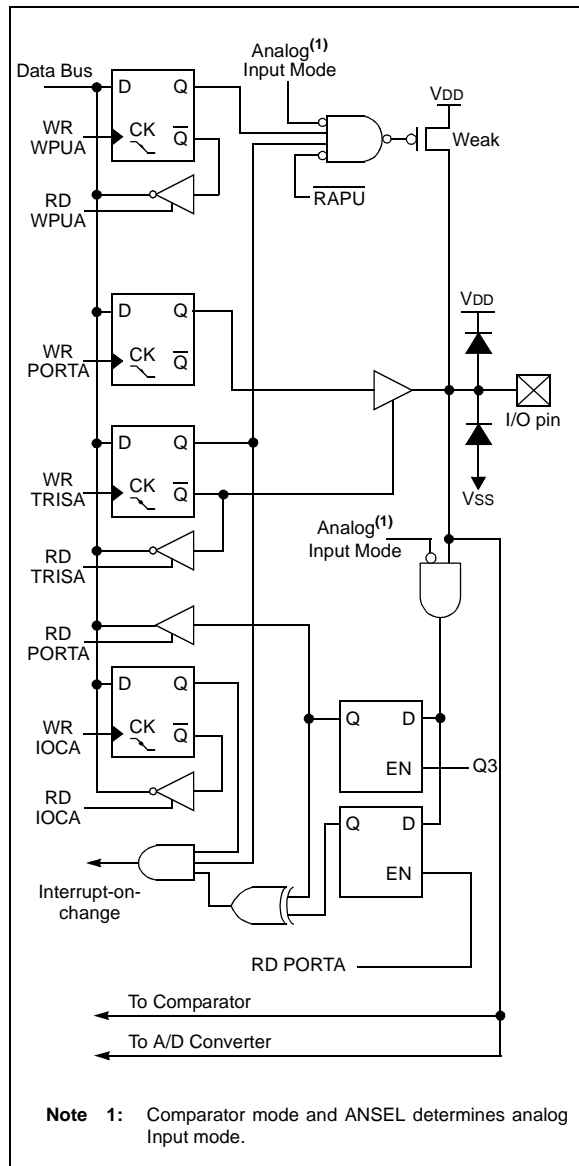 Analog(1)
Input Mode
Data Bus
D Q
WR
WPUA
CK Q
VDD
Weak
RD
WPUA
RAPU
D Q
WR
PORTA
CK Q
VDD
I/O pin
D Q
WR
TRISA
CK Q
VSS
RD
TRISA
Analog(1)
Input Mode
RD
PORTA
D Q
WR
IOCA
CK Q
Q D
EN
Q3
RD
IOCA
Q D
EN
Interrupt-on-
change
RD PORTA
To Comparator
To A/D Converter
Note 1: Comparator mode and ANSEL determines analog
Input mode.